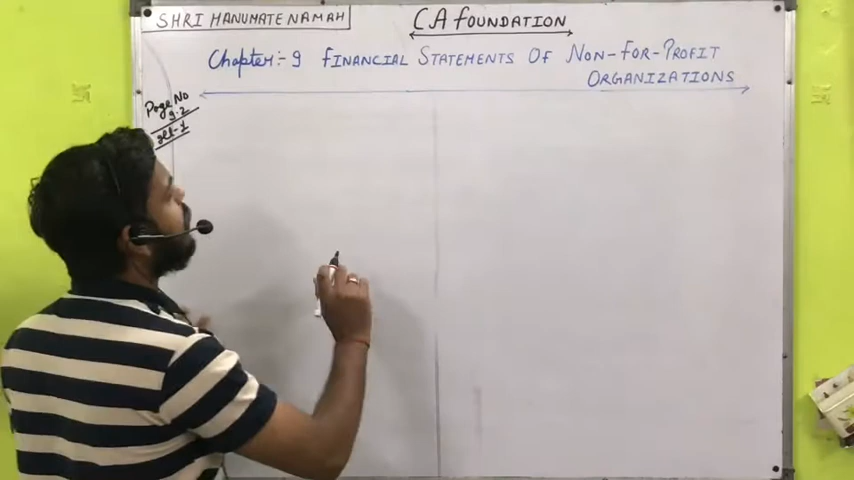 SHRI HANUMATE NAMAH
CA FOUNDATION
Chapter:- 9 FINANCIAL STATEMENTS OF NON-FOR-PROFIT
ORGANIZATIONS
Page No
9.2